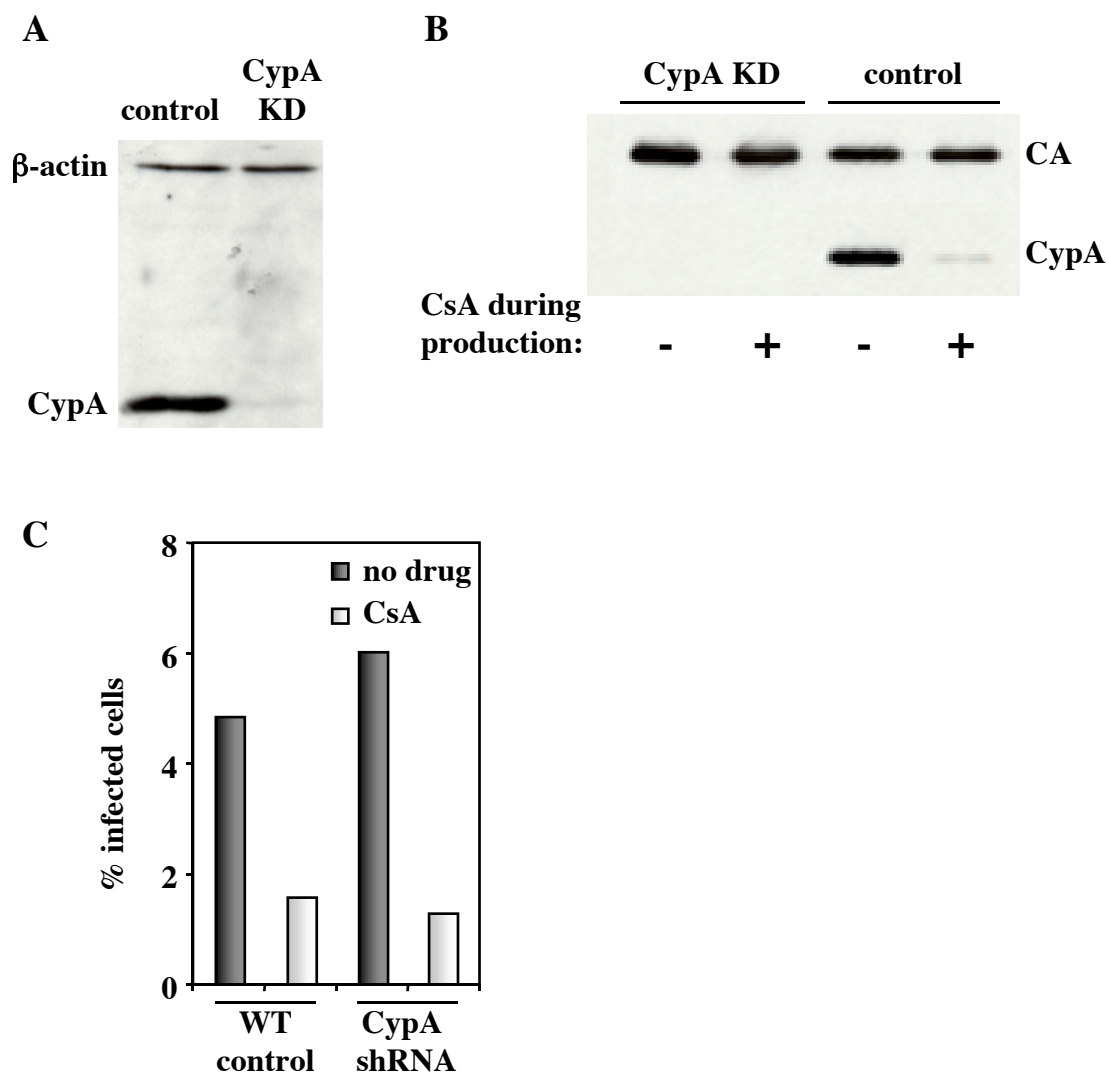 A
control
CypA
KD
β-actin
CypA
B
CypA KD
control
CA
CypA
CsA during
production:
- + - +
C
8
6
4
2
0
% infected cells
no drug
CsA
WT
control
CypA
shRNA